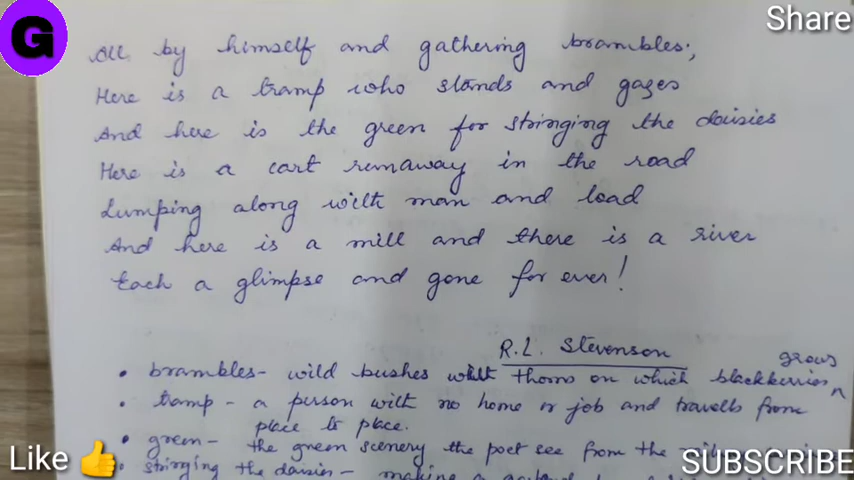 G
Share
All by himself and gathering brambles;
Here is a tramp who stands and gazes
And here is the green for stringing the daisies
Here is a cart runaway in the road
Lumping along with man and load
And here is a mill and there is a river
Each a glimpse and gone for ever!
R.L. Stevenson
grows
• brambles- wild bushes with thorns on which blackberries
• tramp - a person with no home or job and travells from
place to place.
• green- the green scenery the poet see from the
• stringing the daisies - making a
Like 👍
SUBSCRIBE